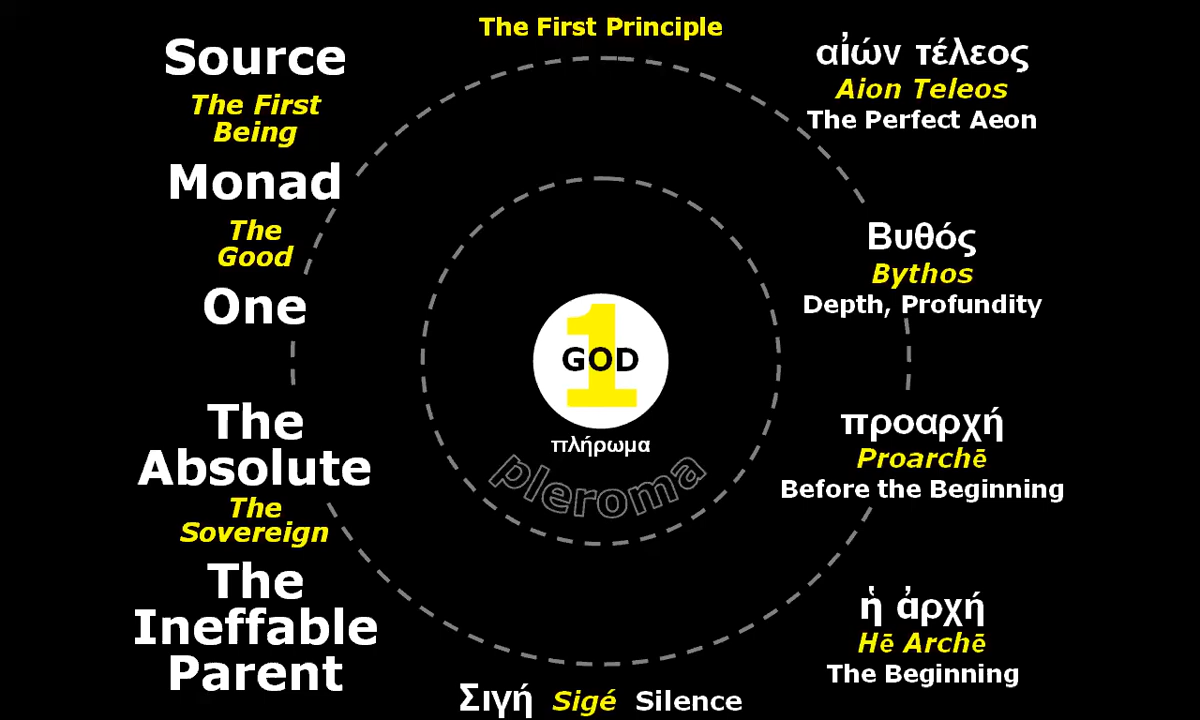 The First Principle
Source
The First
Being
Monad
The
Good
One
The
Absolute
The
Sovereign
The
Ineffable
Parent
1
GOD
πλήρωμα
pleroma
αἰών τέλεος
Aion Teleos
The Perfect Aeon
Βυθός
Bythos
Depth, Profundity
προαρχή
Proarchē
Before the Beginning
ἡ ἀρχή
Hē Archē
The Beginning
Σιγή Sigé Silence